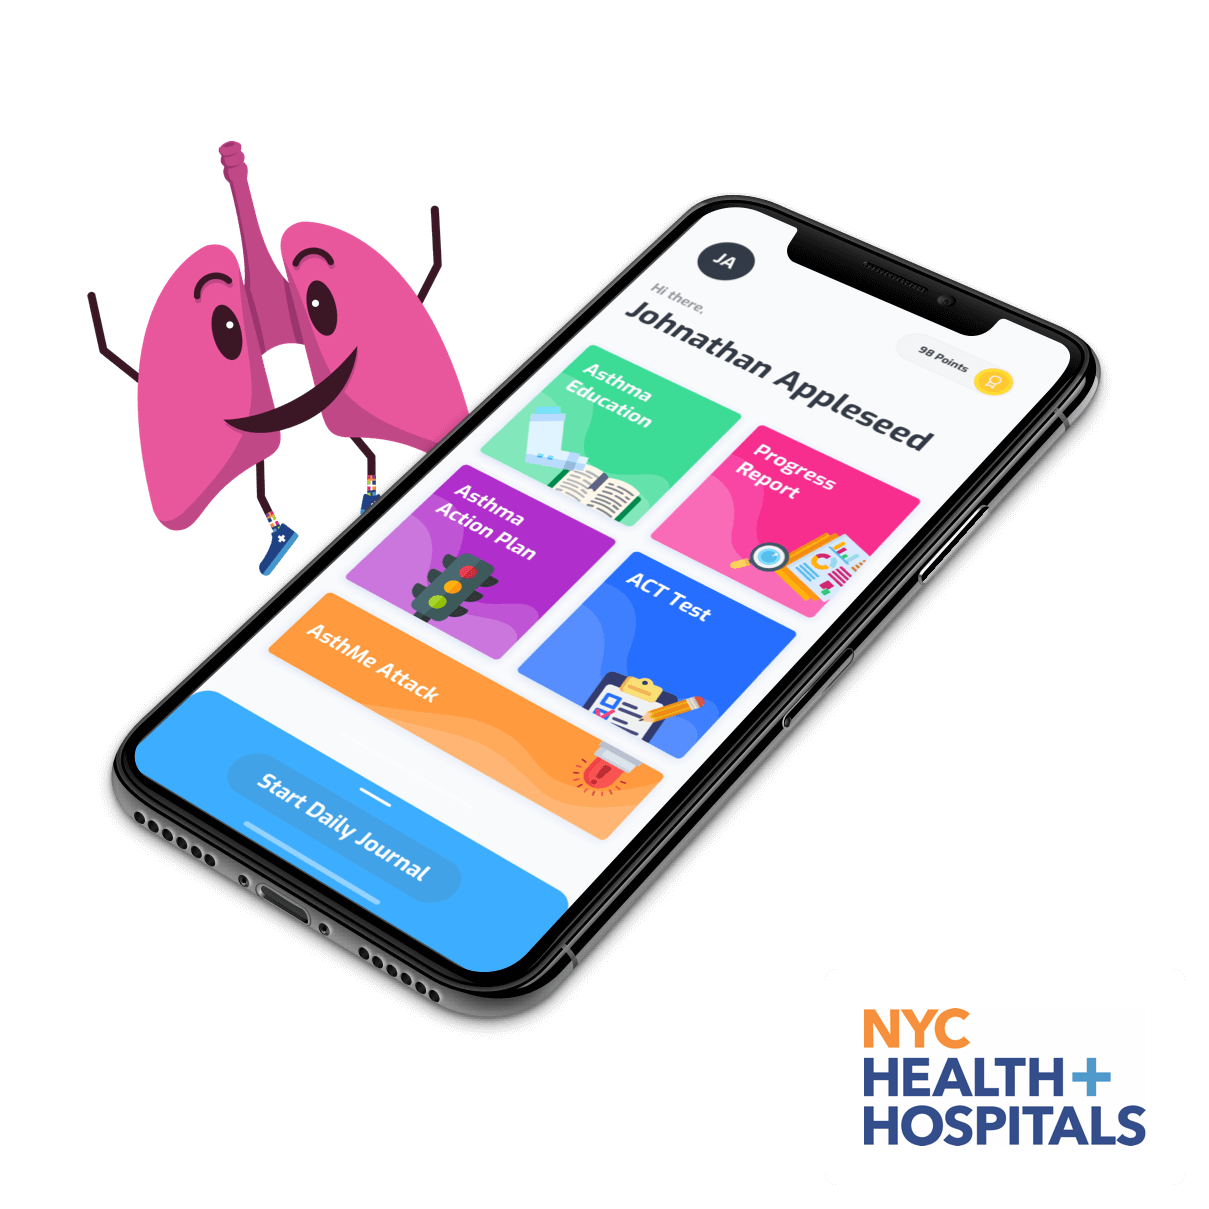 JA
Hi there,
Johnathan Appleseed
98 Points
Asthma
Education
Progress
Report
Asthma
Action Plan
ACT Test
AsthMe Attack
Start Daily Journal
NYC
HEALTH+
HOSPITALS